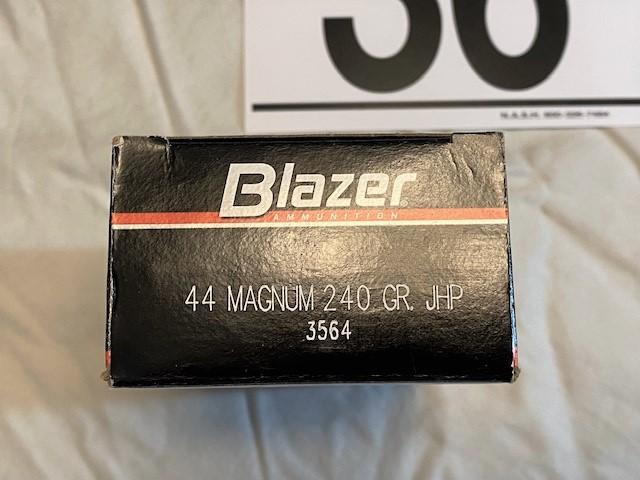 Blazer
AMMUNITION
44 MAGNUM 240 GR. JHP
3564